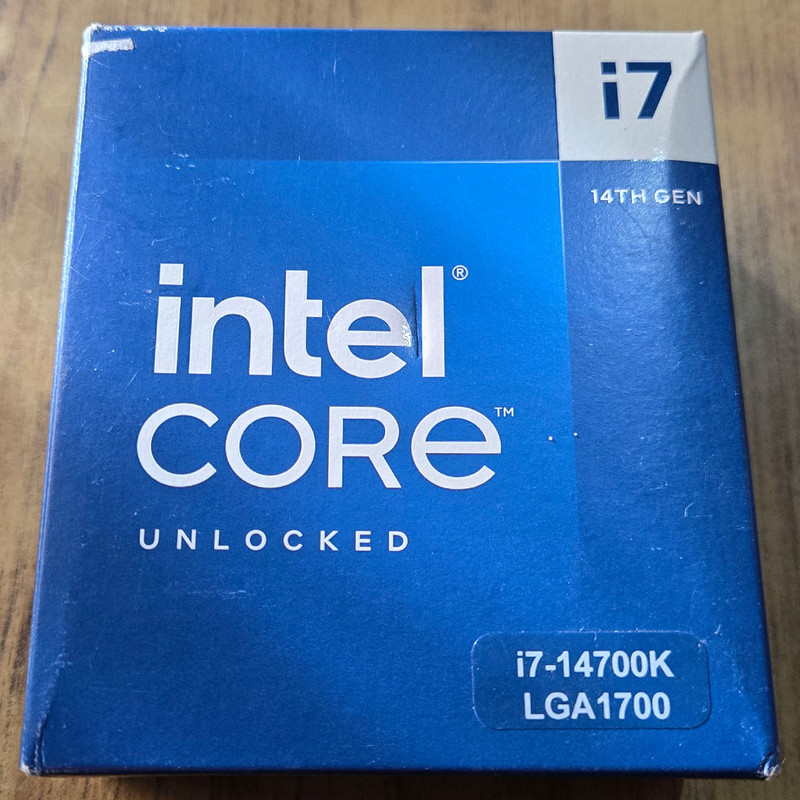 i7
14TH GEN
intel®
CORE™
UNLOCKED
i7-14700K
LGA1700